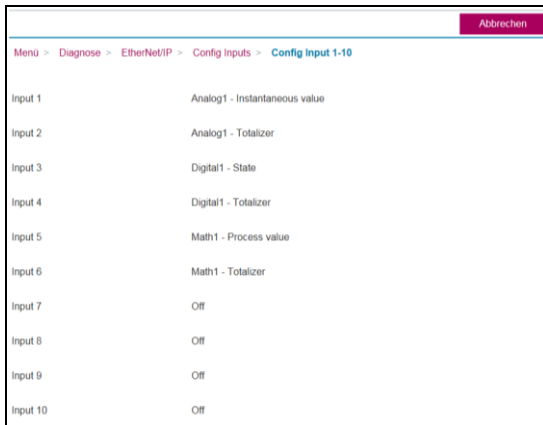 Abbrechen
Menü > Diagnose > EtherNet/IP > Config Inputs > Config Input 1-10
Input 1 Analog1 - Instantaneous value
Input 2 Analog1 - Totalizer
Input 3 Digital1 - State
Input 4 Digital1 - Totalizer
Input 5 Math1 - Process value
Input 6 Math1 - Totalizer
Input 7 Off
Input 8 Off
Input 9 Off
Input 10 Off